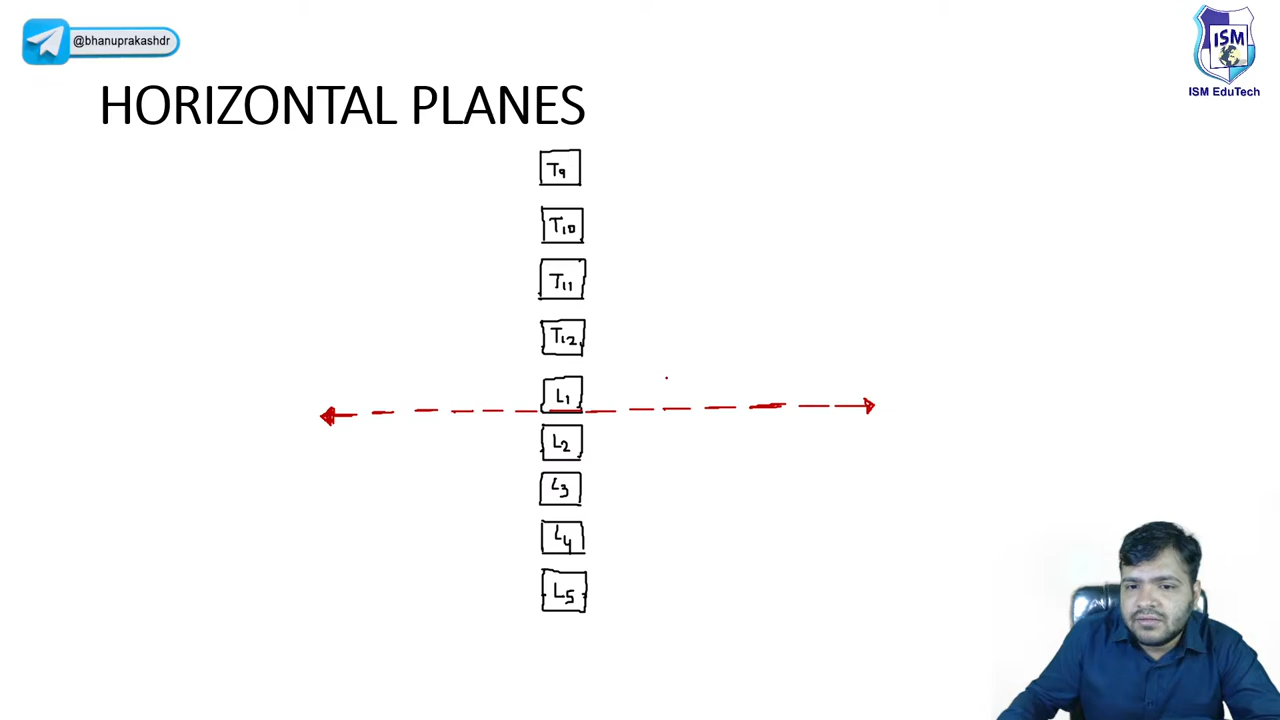 @bhanuprakashdr
ISM
ISM EduTech
HORIZONTAL PLANES
T9
T10
T11
T12
L1
L2
L3
L4
L5